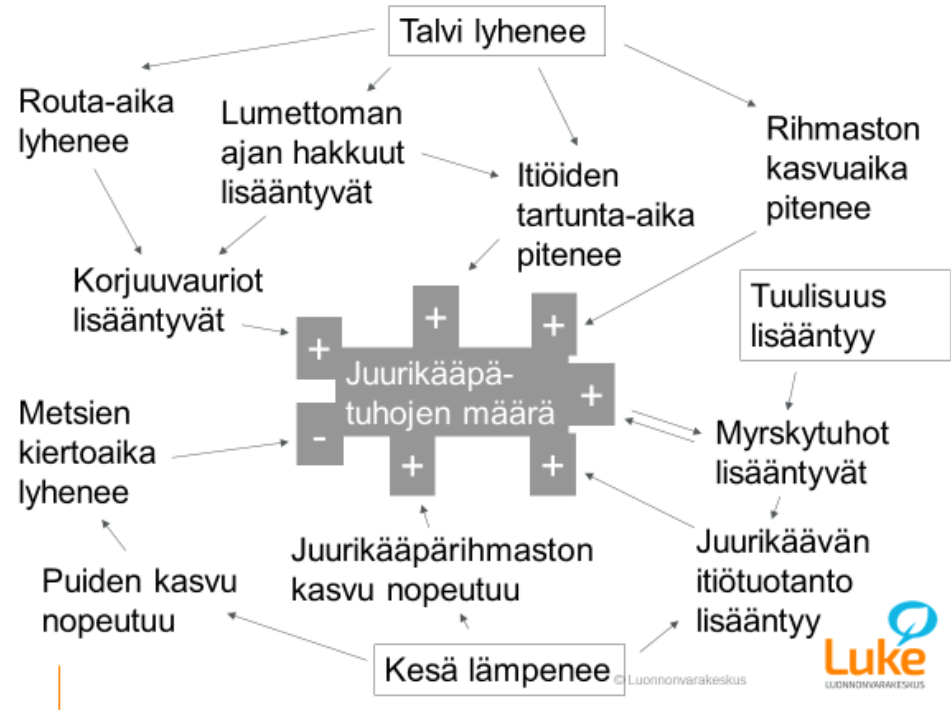 Talvi lyhenee
Routa-aika
lyhenee
Lumettoman
ajan hakkuut
lisääntyvät
Itiöiden
tartunta-aika
pitenee
Rihmaston
kasvuaika
pitenee
Korjuuvauriot
lisääntyvät
Tuulisuus
lisääntyy
+
+
+
+
-
+
+
Juurikääpä-
tuhojen määrä
Metsien
kiertoaika
lyhenee
Myrskytuhot
lisääntyvät
Puiden kasvu
nopeutuu
Juurikääpärihmaston
kasvu nopeutuu
Juurikäävän
itiötuotanto
lisääntyy
Kesä lämpenee
© Luonnonvarakeskus
Luke
LUONNONVARAKESKUS